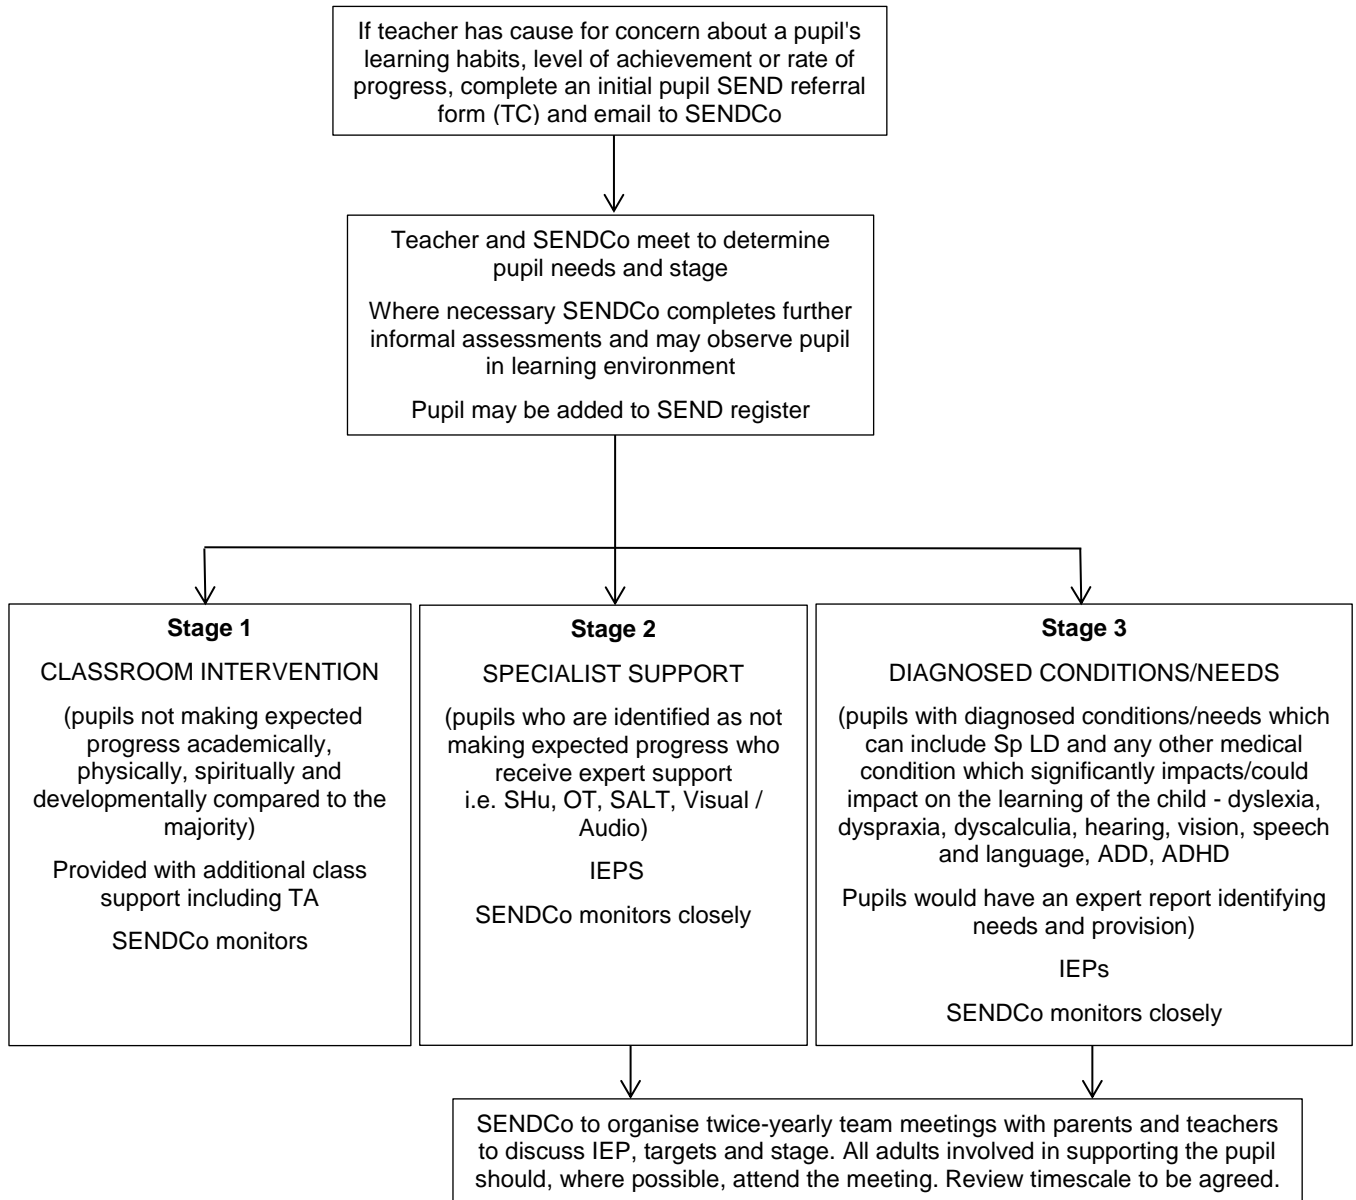 If teacher has cause for concern about a pupil's
learning habits, level of achievement or rate of
progress, complete an initial pupil SEND referral
form (TC) and email to SENDCo
Teacher and SENDCo meet to determine
pupil needs and stage
Where necessary SENDCo completes further
informal assessments and may observe pupil
in learning environment
Pupil may be added to SEND register
Stage 1
CLASSROOM INTERVENTION
(pupils not making expected
progress academically,
physically, spiritually and
developmentally compared to the
majority)
Provided with additional class
support including TA
SENDCo monitors
Stage 2
SPECIALIST SUPPORT
(pupils who are identified as not
making expected progress who
receive expert support
i.e. SHu, OT, SALT, Visual /
Audio)
IEPS
SENDCo monitors closely
Stage 3
DIAGNOSED CONDITIONS/NEEDS
(pupils with diagnosed conditions/needs which
can include Sp LD and any other medical
condition which significantly impacts/could
impact on the learning of the child - dyslexia,
dyspraxia, dyscalculia, hearing, vision, speech
and language, ADD, ADHD
Pupils would have an expert report identifying
needs and provision)
IEPs
SENDCo monitors closely
SENDCo to organise twice-yearly team meetings with parents and teachers
to discuss IEP, targets and stage. All adults involved in supporting the pupil
should, where possible, attend the meeting. Review timescale to be agreed.